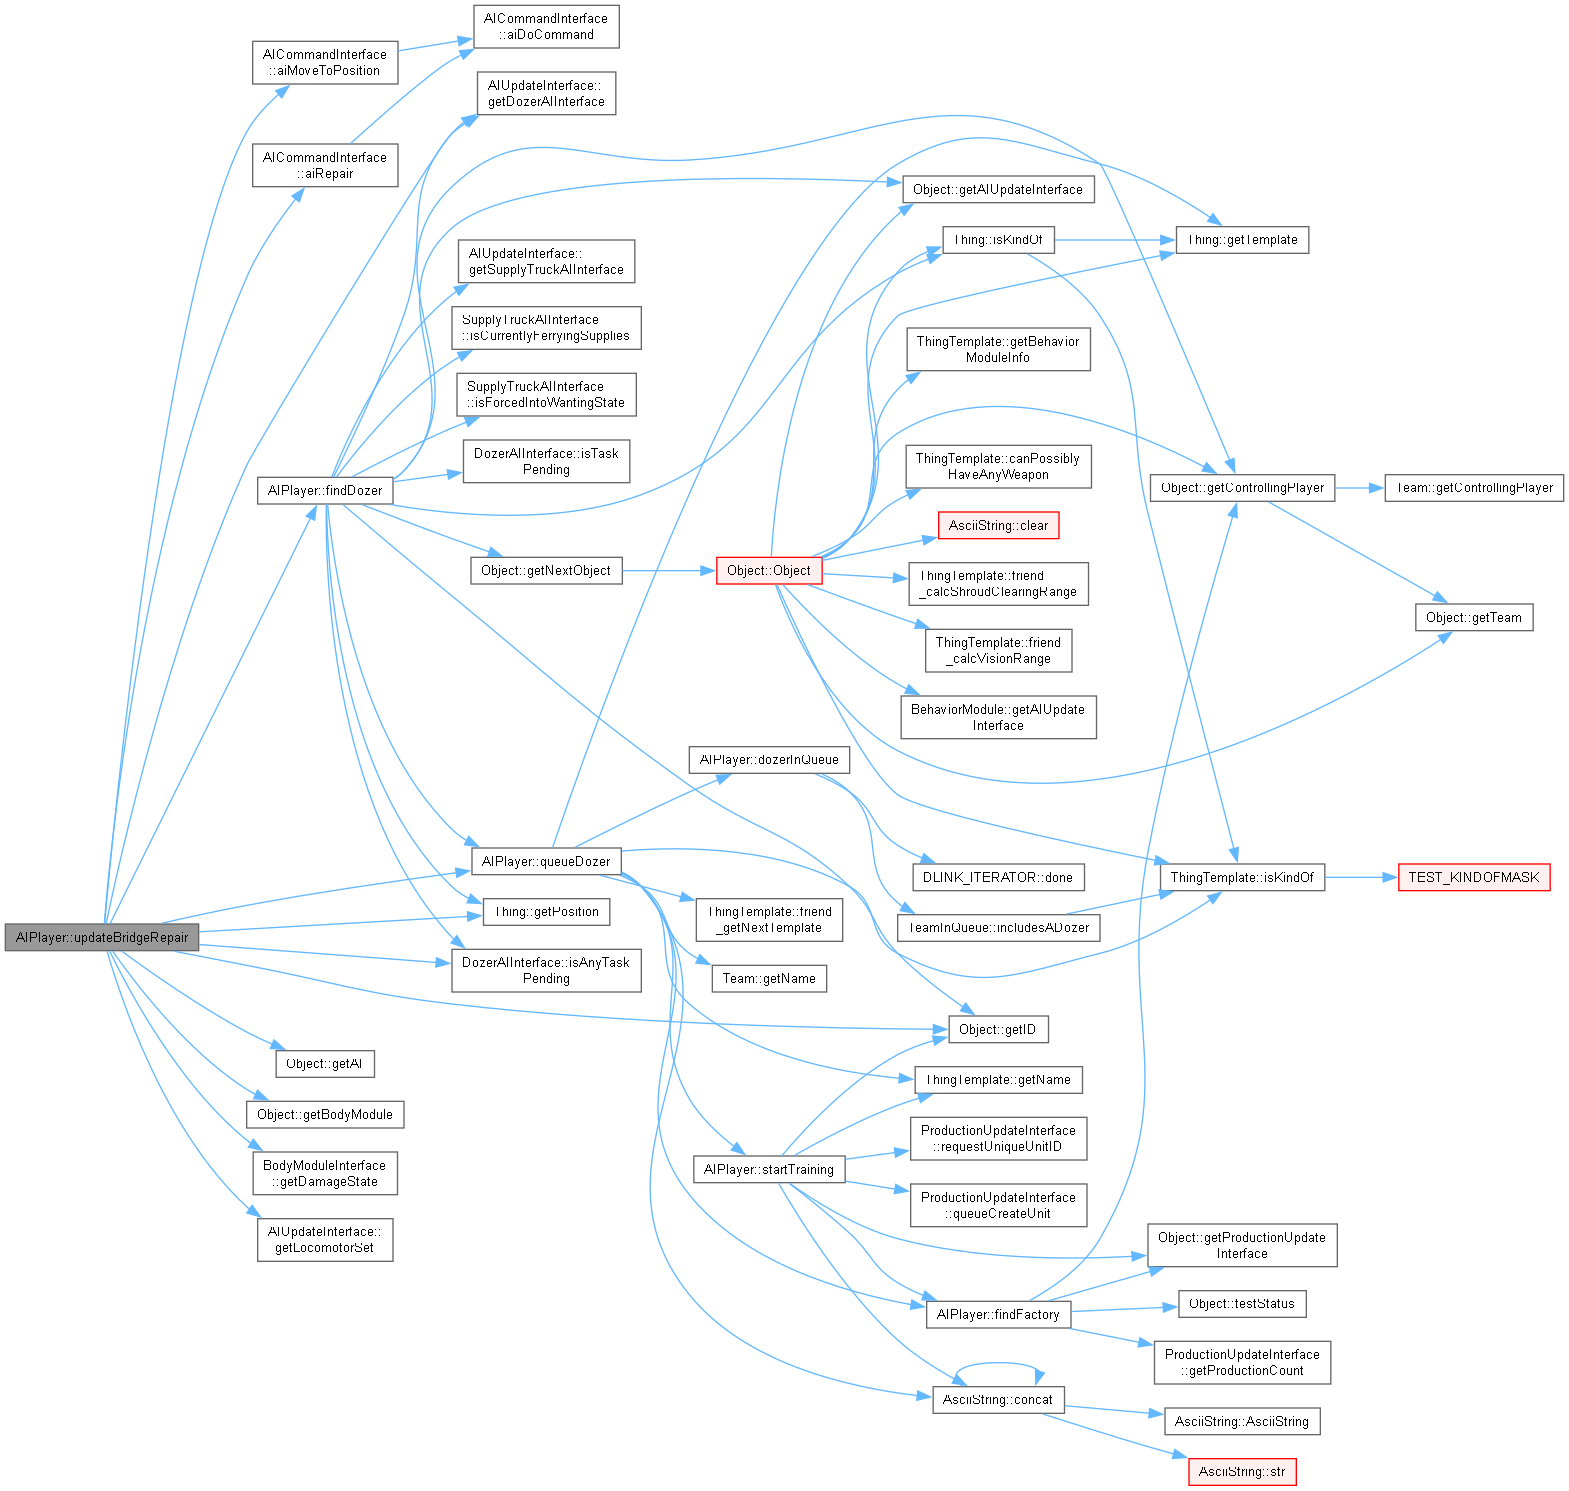 AICommandInterface
::aiDoCommand
AICommandInterface
::aiMoveToPosition
AIUpdateInterface::
getDozerAIInterface
AICommandInterface
::aiRepair
Object::getAIUpdateInterface
Thing::isKindOf
Thing::getTemplate
AIUpdateInterface::
getSupplyTruckAIInterface
SupplyTruckAIInterface
::isCurrentlyFerryingSupplies
ThingTemplate::getBehavior
ModuleInfo
SupplyTruckAIInterface
::isForcedIntoWantingState
DozerAIInterface::isTask
Pending
ThingTemplate::canPossibly
HaveAnyWeapon
AIPlayer::findDozer
Object::getControllingPlayer
Team::getControllingPlayer
AsciiString::clear
Object::getNextObject
Object::Object
ThingTemplate::friend
_calcShroudClearingRange
Object::getTeam
ThingTemplate::friend
_calcVisionRange
BehaviorModule::getAIUpdate
Interface
AIPlayer::dozerInQueue
AIPlayer::queueDozer
DLINK_ITERATOR::done
ThingTemplate::isKindOf
TEST_KINDOFMASK
Thing::getPosition
ThingTemplate::friend
_getNextTemplate
TeamInQueue::includesADozer
AIPlayer::updateBridgeRepair
DozerAIInterface::isAnyTask
Pending
Team::getName
Object::getID
Object::getAI
ThingTemplate::getName
Object::getBodyModule
ProductionUpdateInterface
::requestUniqueUnitID
BodyModuleInterface
::getDamageState
AIPlayer::startTraining
ProductionUpdateInterface
::queueCreateUnit
AIUpdateInterface::
getLocomotorSet
Object::getProductionUpdate
Interface
Object::testStatus
AIPlayer::findFactory
ProductionUpdateInterface
::getProductionCount
AsciiString::concat
AsciiString::AsciiString
AsciiString::str